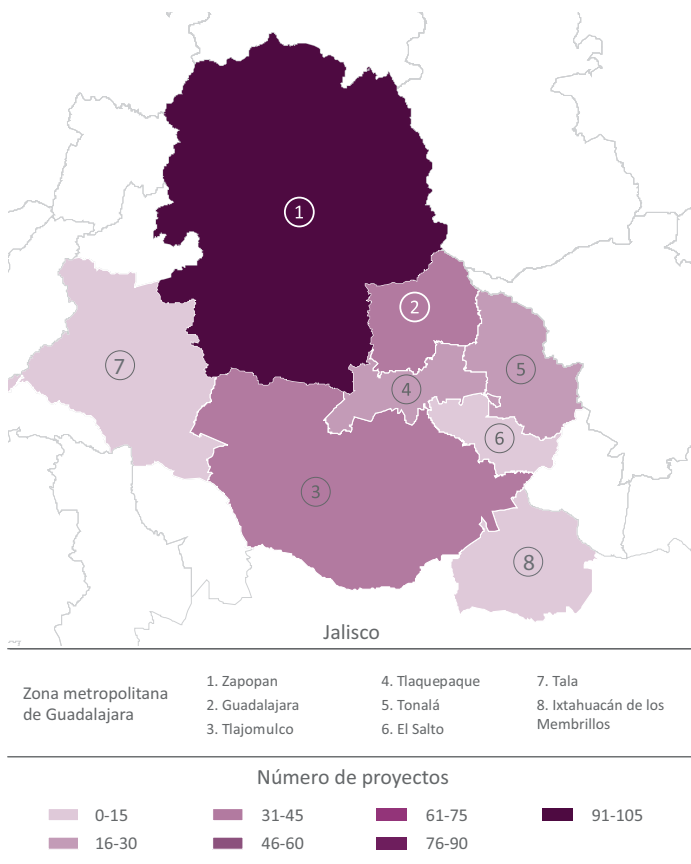 1
2
7
5
4
6
3
8
Jalisco
Zona metropolitana
de Guadalajara
1. Zapopan
2. Guadalajara
3. Tlajomulco
4. Tlaquepaque
5. Tonalá
6. El Salto
7. Tala
8. Ixtahuacán de los
Membrillos
Número de proyectos
0-15
31-45
61-75
91-105
16-30
46-60
76-90